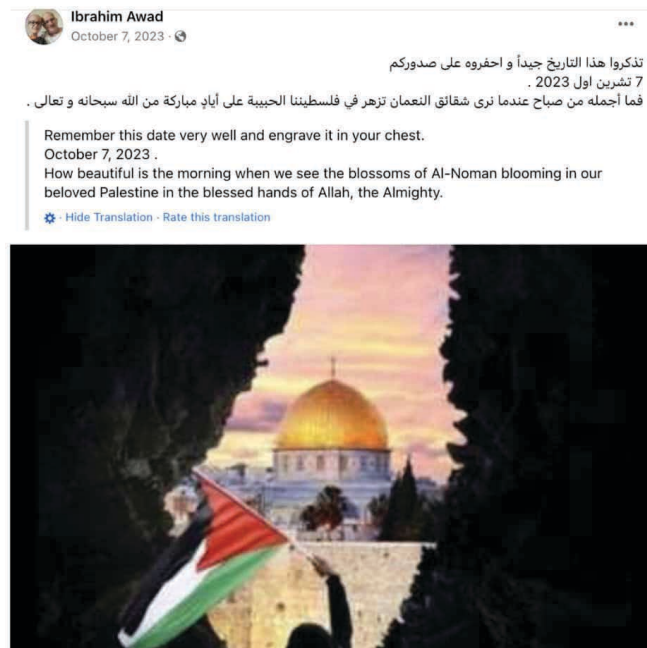 Ibrahim Awad
October 7, 2023 ·
تذكروا هذا التاريخ جيداً و احفروه على صدوركم
7 تشرين اول 2023 .
فما أجمله من صباح عندما نرى شقائق النعمان تزهر في فلسطيننا الحبيبة على أيادٍ مباركة من الله سبحانه و تعالى .
Remember this date very well and engrave it in your chest.
October 7, 2023 .
How beautiful is the morning when we see the blossoms of Al-Noman blooming in our
beloved Palestine in the blessed hands of Allah, the Almighty.
· Hide Translation · Rate this translation